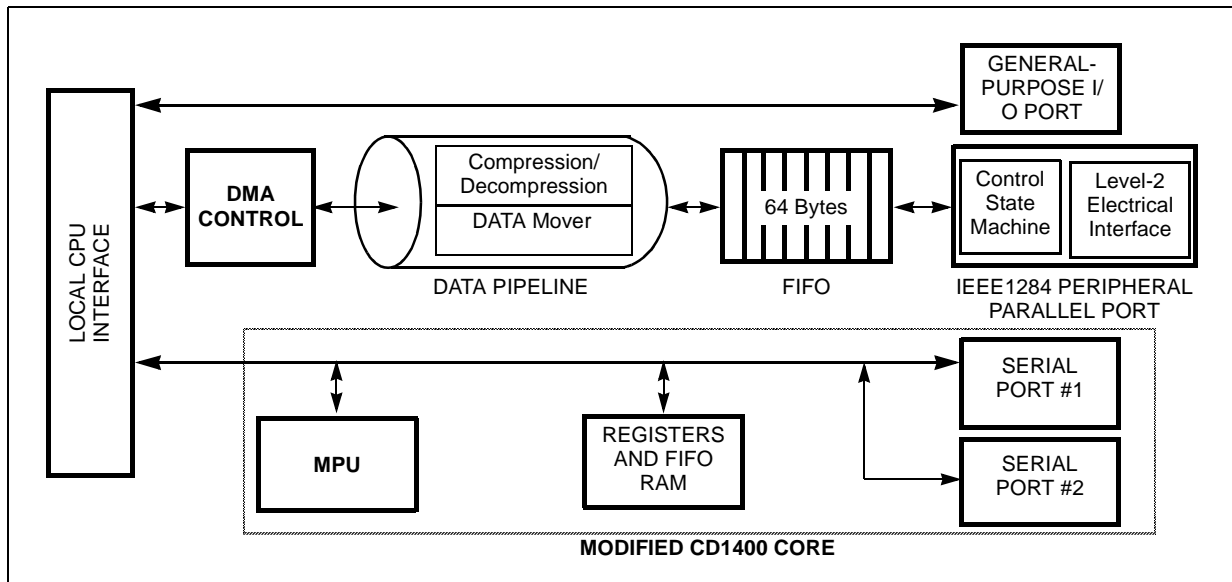 GENERAL-
PURPOSE I/
O PORT
LOCAL CPU
INTERFACE
DMA
CONTROL
Compression/
Decompression
DATA Mover
DATA PIPELINE
64 Bytes
FIFO
Control
State
Machine
Level-2
Electrical
Interface
IEEE1284 PERIPHERAL
PARALLEL PORT
MPU
REGISTERS
AND FIFO
RAM
SERIAL
PORT #1
SERIAL
PORT #2
MODIFIED CD1400 CORE